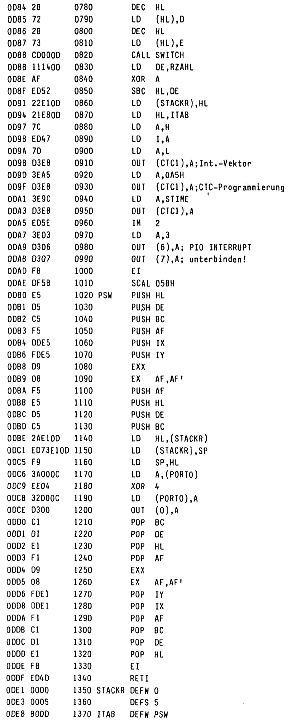 0D84 2B 0780 DEC HL
0D85 72 0790 LD (HL),D
0D86 2B 0800 DEC HL
0D87 73 0810 LD (HL),E
0D88 CD000D 0820 CALL SWITCH
0D8B 111400 0830 LD DE,RZAHL
0D8E AF 0840 XOR A
0D8F ED52 0850 SBC HL,DE
0D91 22E10D 0860 LD (STACKR),HL
0D94 21E80D 0870 LD HL,ITAB
0D97 7C 0880 LD A,H
0D98 ED47 0890 LD I,A
0D9A 7D 0900 LD A,L
0D9B D3E8 0910 OUT (CTC1),A;Int.-Vektor
0D9D 3EA5 0920 LD A,0A5H
0D9F D3E8 0930 OUT (CTC1),A;CTC-Programmierung
0DA1 3E9C 0940 LD A,STIME
0DA3 D3E8 0950 OUT (CTC1),A
0DA5 ED5E 0960 IM 2
0DA7 3E03 0970 LD A,3
0DA9 D306 0980 OUT (6),A; PIO INTERRUPT
0DAB D307 0990 OUT (7),A; unterbinden!
0DAD FB 1000 EI
0DAE DF5B 1010 SCAL 05BH
0DB0 E5 1020 PSW PUSH HL
0DB1 D5 1030 PUSH DE
0DB2 C5 1040 PUSH BC
0DB3 F5 1050 PUSH AF
0DB4 DDE5 1060 PUSH IX
0DB6 FDE5 1070 PUSH IY
0DB8 D9 1080 EXX
0DB9 08 1090 EX AF,AF'
0DBA F5 1100 PUSH AF
0DBB E5 1110 PUSH HL
0DBC D5 1120 PUSH DE
0DBD C5 1130 PUSH BC
0DBE 2AE10D 1140 LD HL,(STACKR)
0DC1 ED73E10D 1150 LD (STACKR),SP
0DC5 F9 1160 LD SP,HL
0DC6 3A000C 1170 LD A,(PORTO)
0DC9 EE04 1180 XOR 4
0DCB 32000C 1190 LD (PORTO),A
0DCE D300 1200 OUT (0),A
0DD0 C1 1210 POP BC
0DD1 D1 1220 POP DE
0DD2 E1 1230 POP HL
0DD3 F1 1240 POP AF
0DD4 D9 1250 EXX
0DD5 08 1260 EX AF,AF'
0DD6 FDE1 1270 POP IY
0DD8 DDE1 1280 POP IX
0DDA F1 1290 POP AF
0DDB C1 1300 POP BC
0DDC D1 1310 POP DE
0DDD E1 1320 POP HL
0DDE FB 1330 EI
0DDF ED4D 1340 RETI
0DE1 0000 1350 STACKR DEFW 0
0DE3 0005 1360 DEFS 5
0DE8 B00D 1370 ITAB DEFW PSW